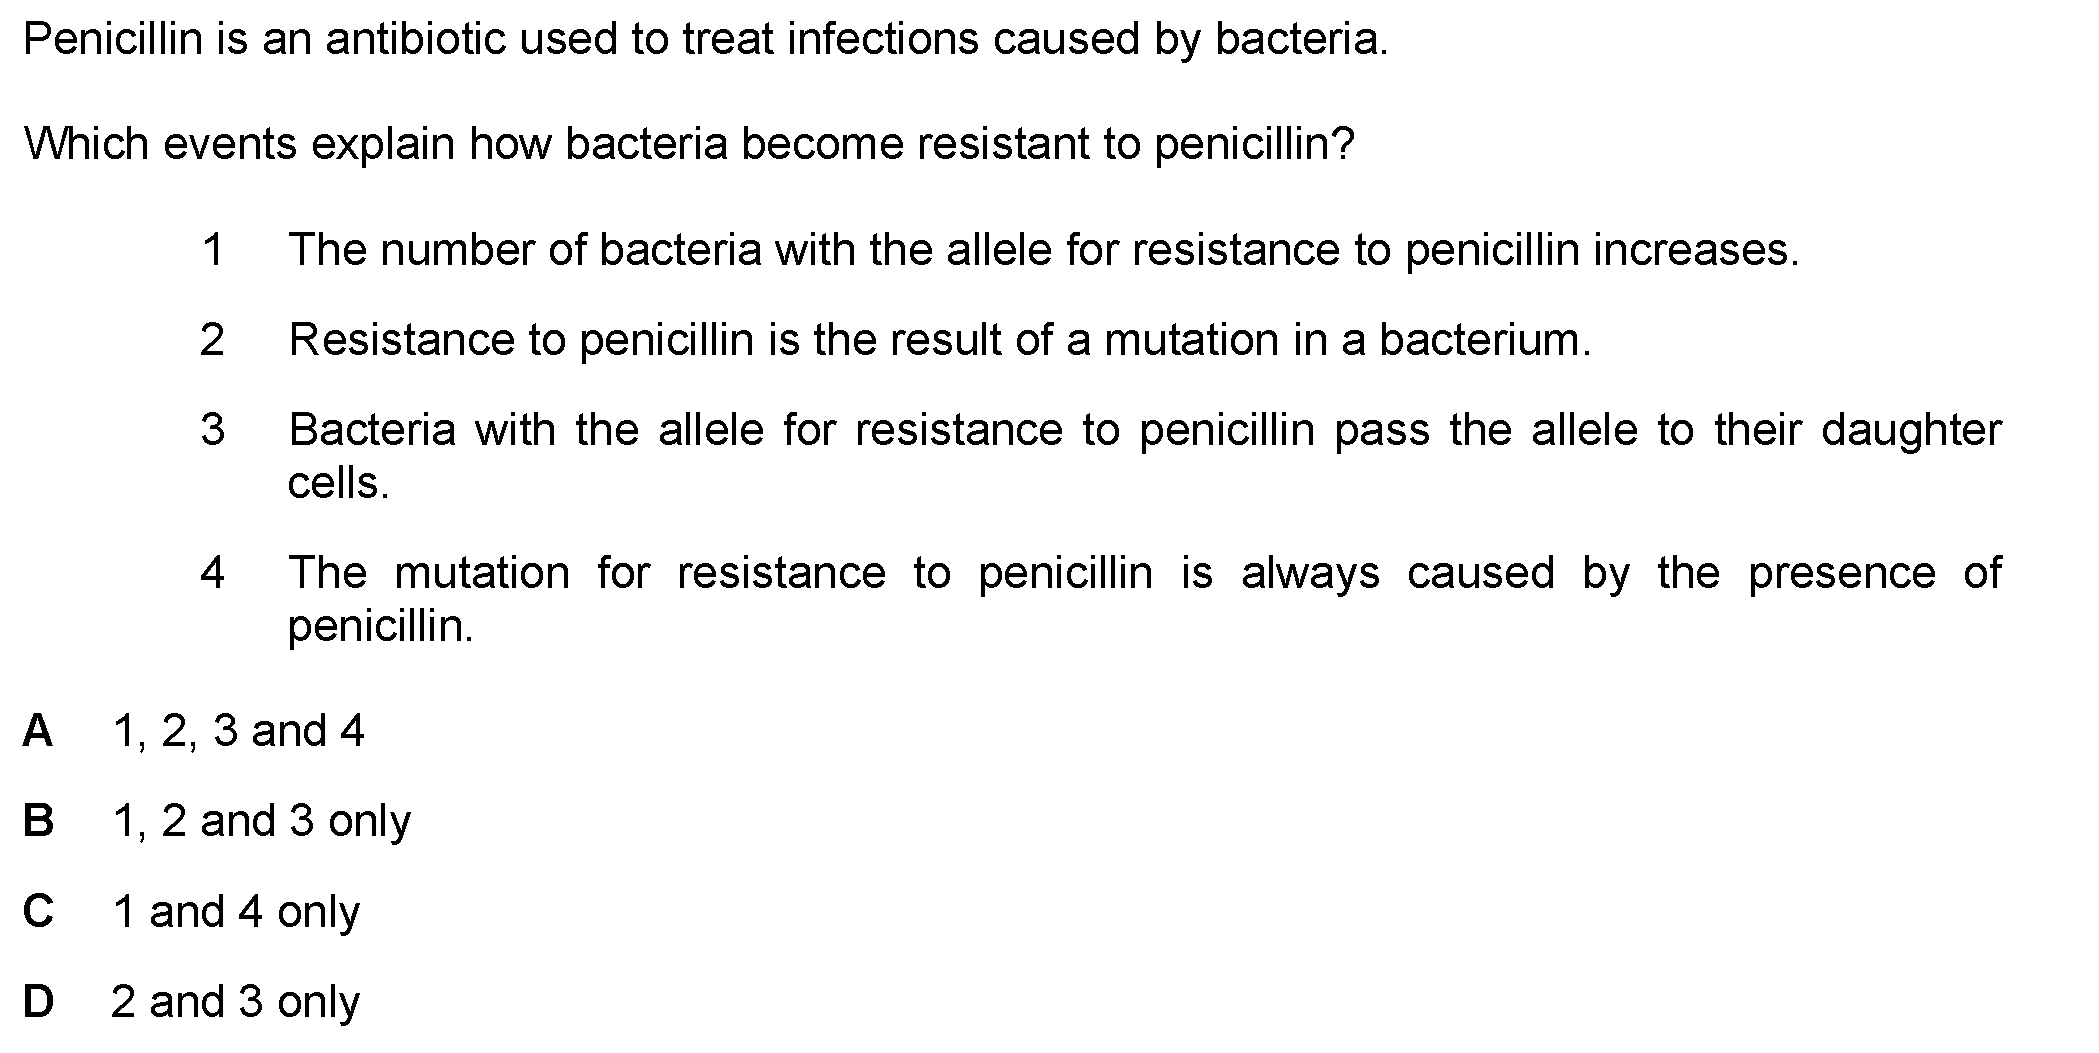 Penicillin is an antibiotic used to treat infections caused by bacteria.
Which events explain how bacteria become resistant to penicillin?
1 The number of bacteria with the allele for resistance to penicillin increases.
2 Resistance to penicillin is the result of a mutation in a bacterium.
3 Bacteria with the allele for resistance to penicillin pass the allele to their daughter
cells.
4 The mutation for resistance to penicillin is always caused by the presence of
penicillin.
A 1, 2, 3 and 4
B 1, 2 and 3 only
C 1 and 4 only
D 2 and 3 only